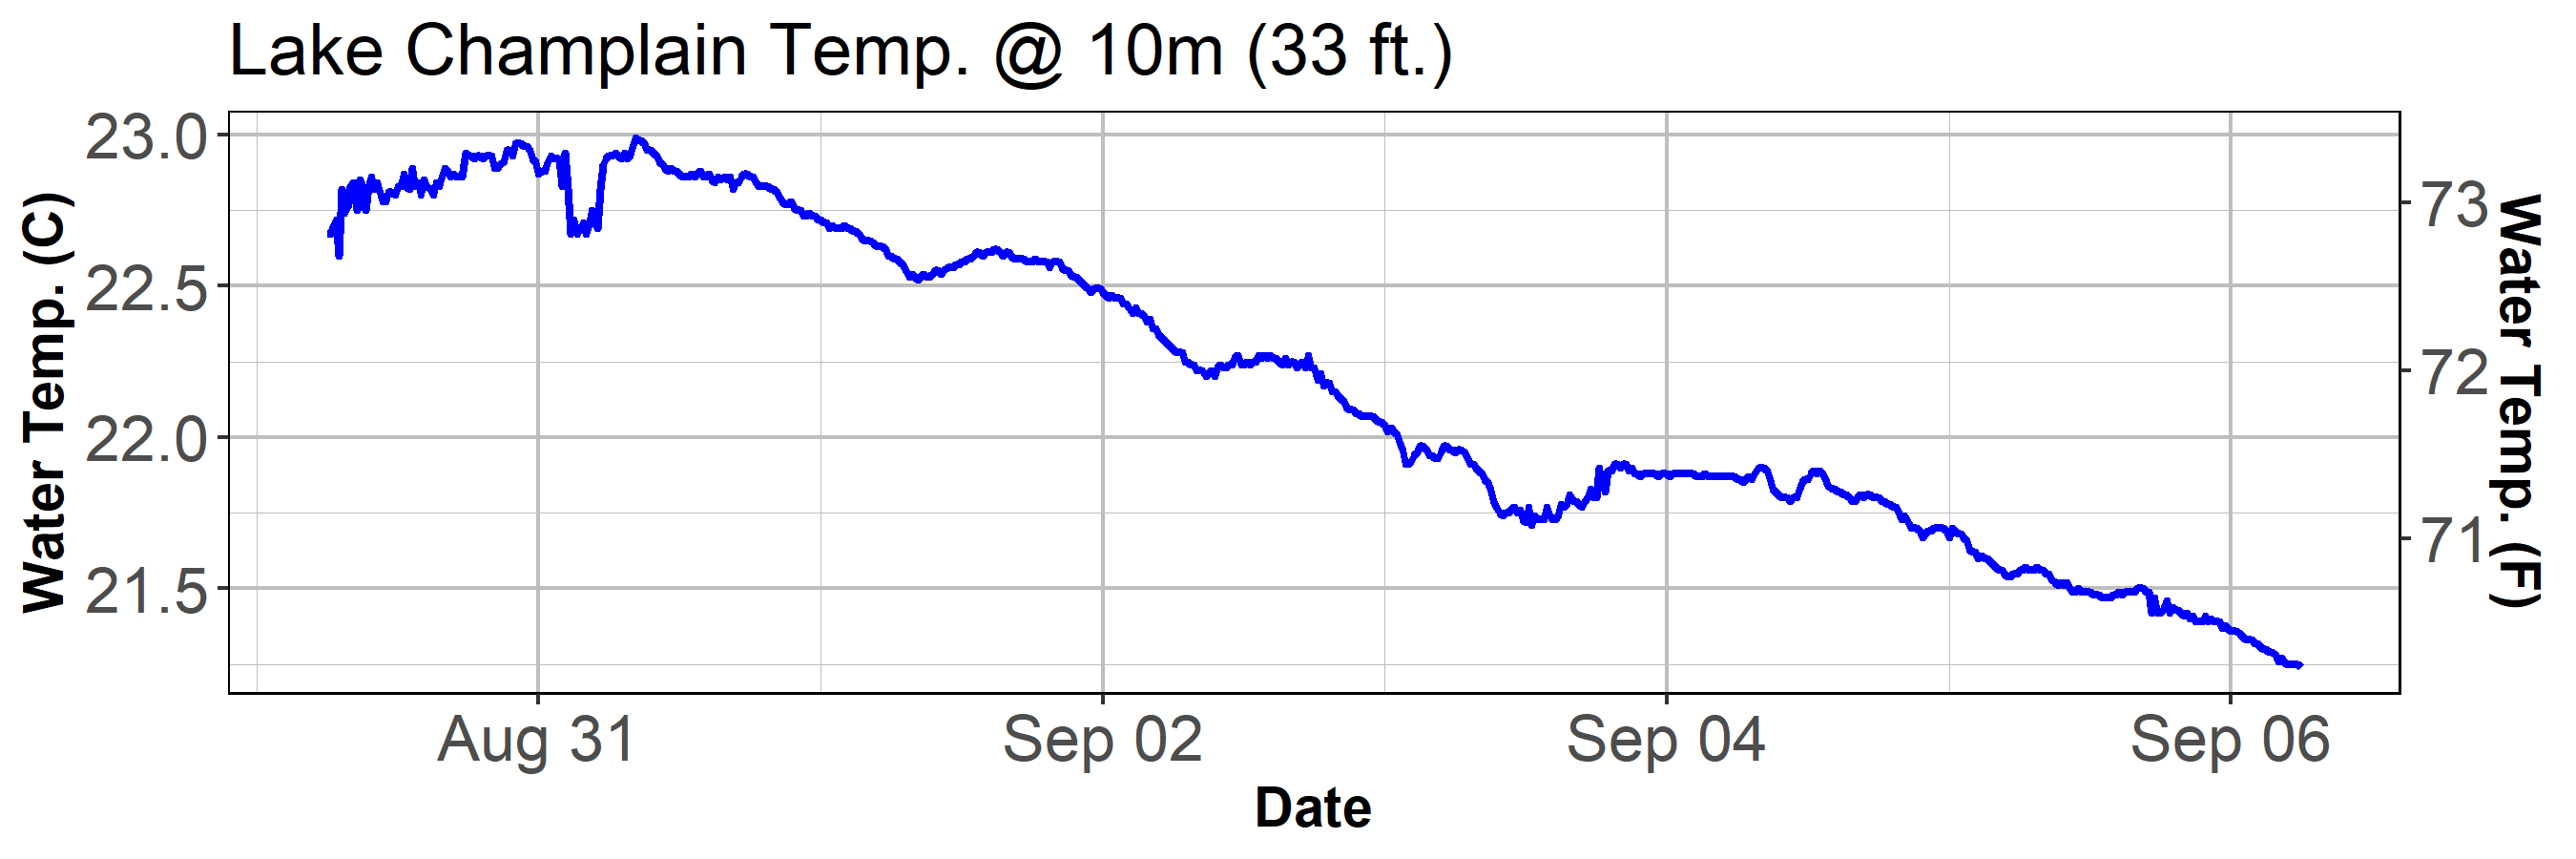 Lake Champlain Temp. @ 10m (33 ft.)
Water Temp. (C)
23.0
22.5
22.0
21.5
73
72
71
Water Temp. (F)
Aug 31
Sep 02
Sep 04
Sep 06
Date